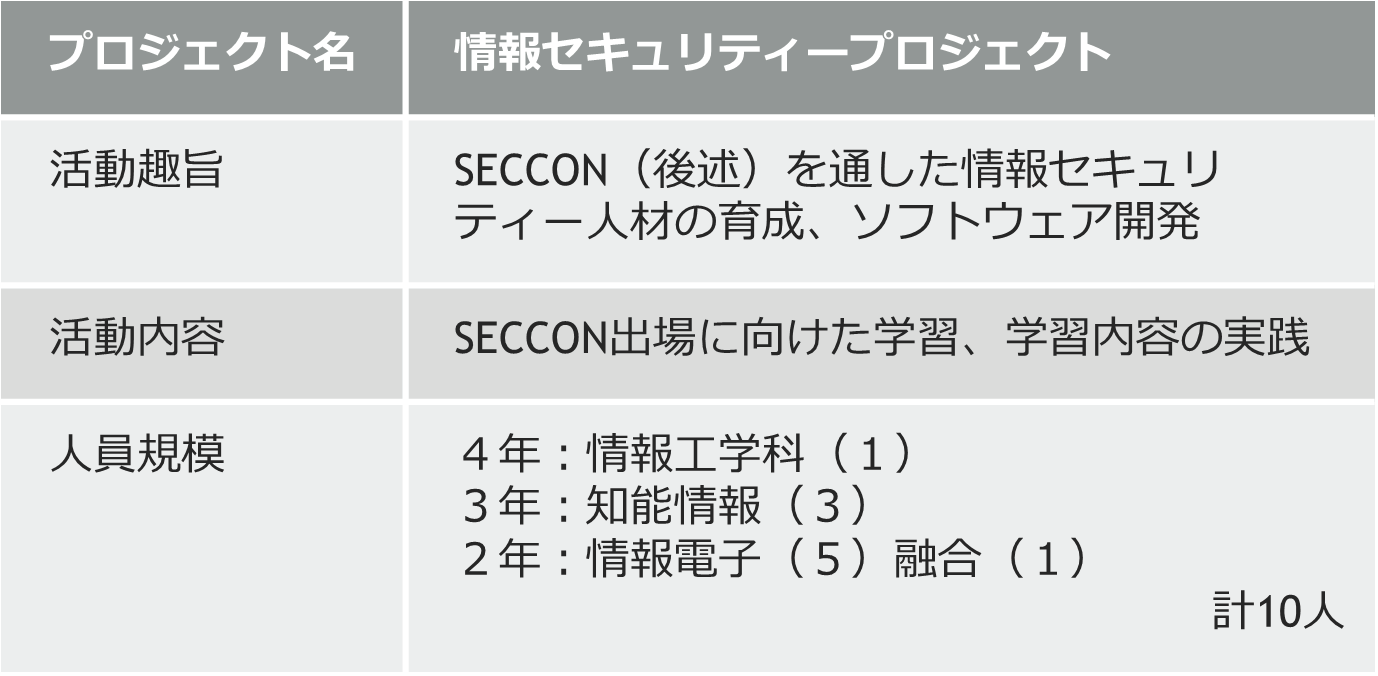 プロジェクト名
情報セキュリティープロジェクト
活動趣旨
SECCON（後述）を通した情報セキュリ
ティー人材の育成、ソフトウェア開発
活動内容
SECCON出場に向けた学習、学習内容の実践
人員規模
４年：情報工学科（１）
３年：知能情報（３）
２年：情報電子（５）融合（１）
計10人